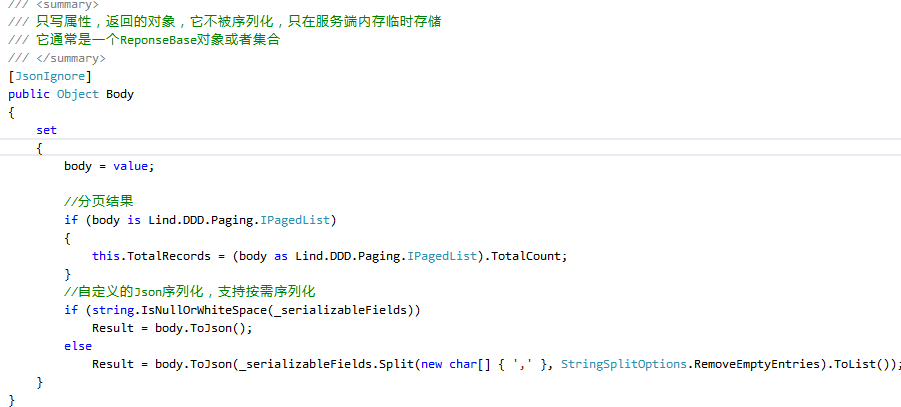 /// <summary>
/// 只写属性，返回的对象，它不被序列化，只在服务端内存临时存储
/// 它通常是一个ReponseBase对象或者集合
/// </summary>
[JsonIgnore]
public Object Body
{
    set
    {
        body = value;

        //分页结果
        if (body is Lind.DDD.Paging.IPagedList)
        {
            this.TotalRecords = (body as Lind.DDD.Paging.IPagedList).TotalCount;
        }
        //自定义的Json序列化，支持按需序列化
        if (string.IsNullOrWhiteSpace(_serializableFields))
            Result = body.ToJson();
        else
            Result = body.ToJson(_serializableFields.Split(new char[] { ',' }, StringSplitOptions.RemoveEmptyEntries).ToList());
    }
}